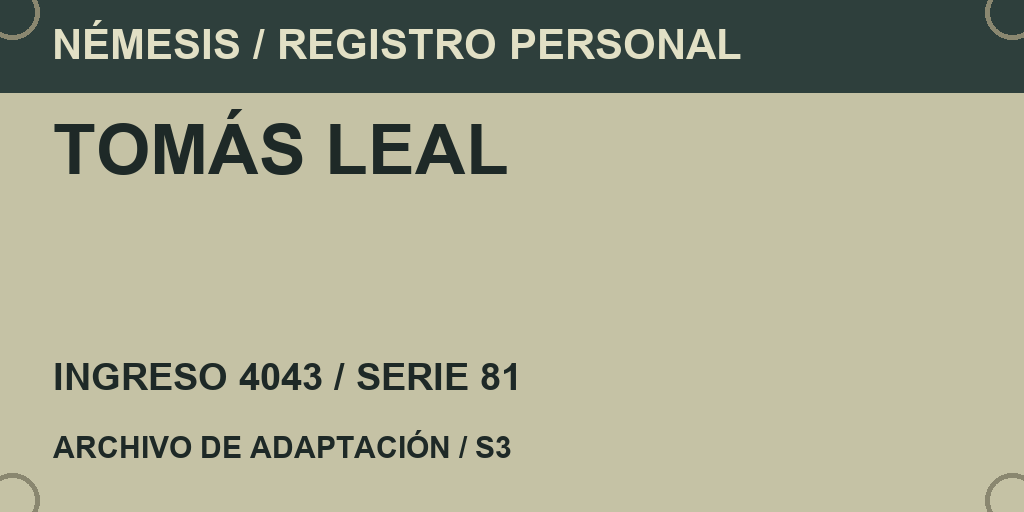 NÉMESIS / REGISTRO PERSONAL
TOMÁS LEAL
INGRESO 4043 / SERIE 81
ARCHIVO DE ADAPTACIÓN / S3